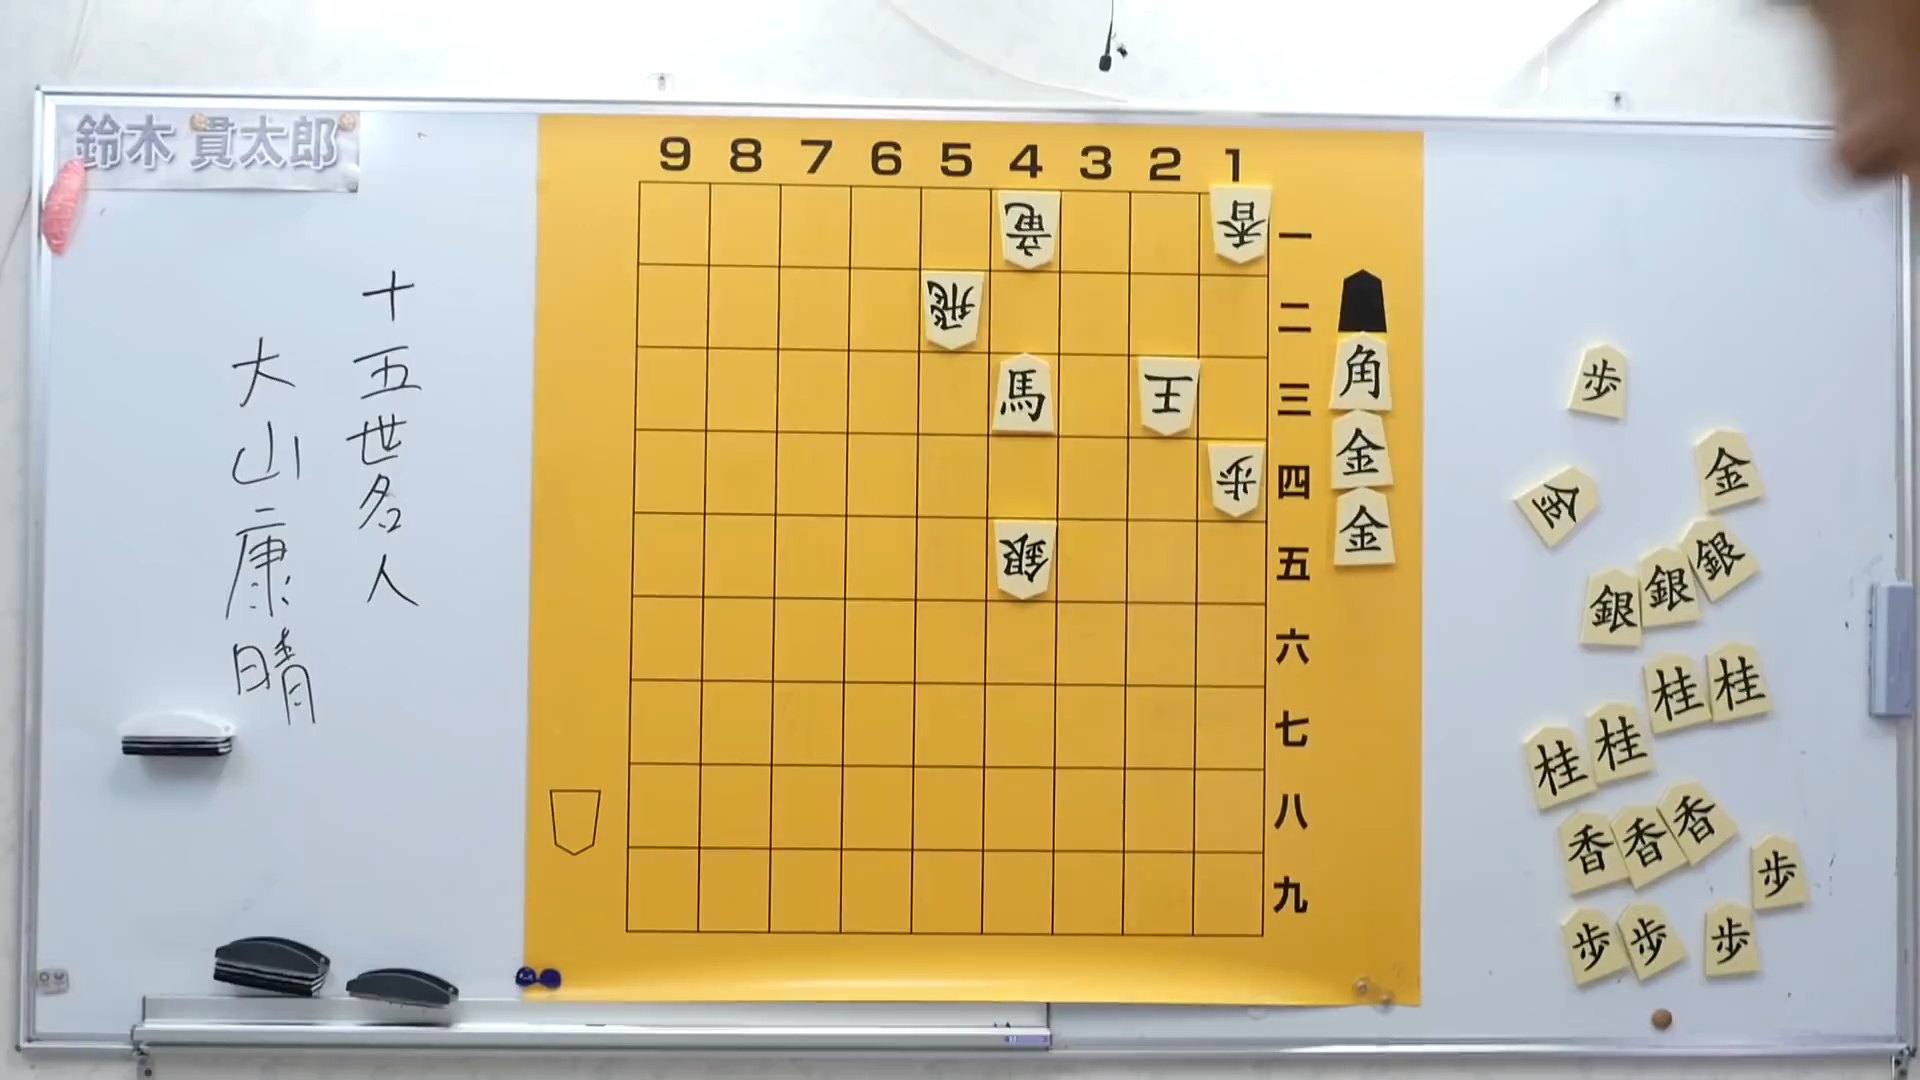 鈴木 貫太郎
十五世名人
大山康晴
9 8 7 6 5 4 3 2 1
竜 香 一
飛 二
馬 王 三
歩 四
銀 五
六
七
八
九
角
金
金
歩
金 金
銀 銀 銀
桂 桂 桂 桂
香 香 香
歩
歩 歩 歩